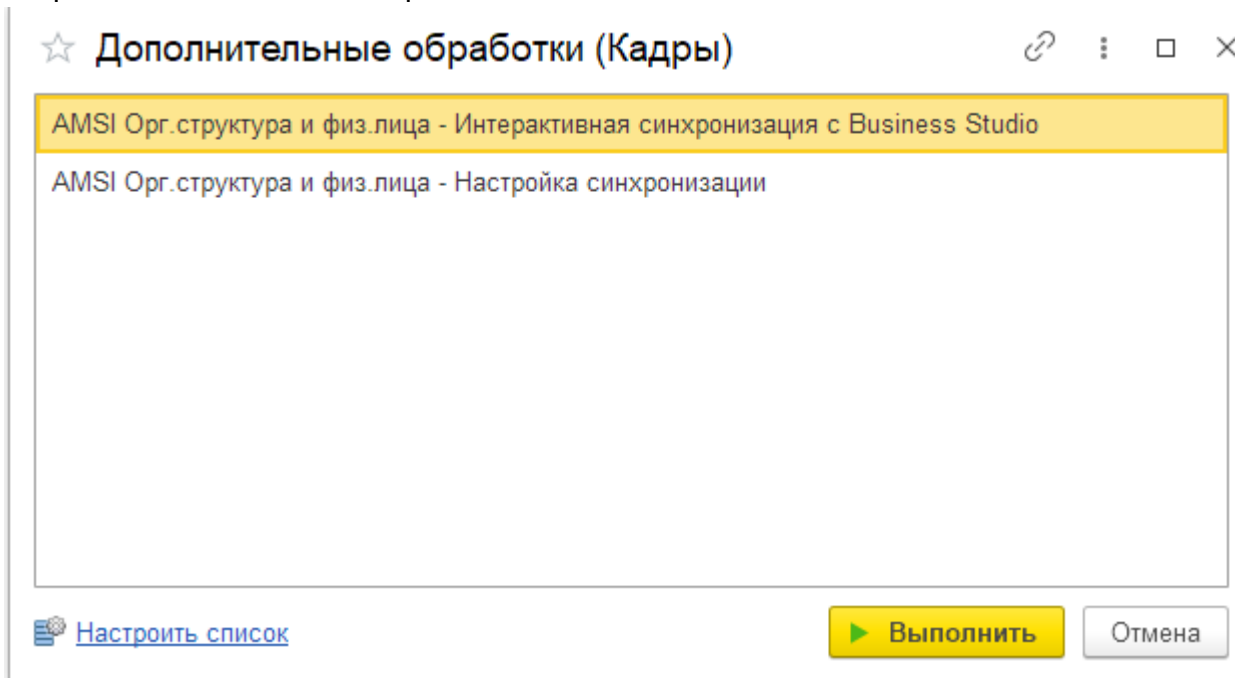 Дополнительные обработки (Кадры)
AMSI Орг.структура и физ.лица - Интерактивная синхронизация с Business Studio
AMSI Орг.структура и физ.лица - Настройка синхронизации
Настроить список
Выполнить
Отмена